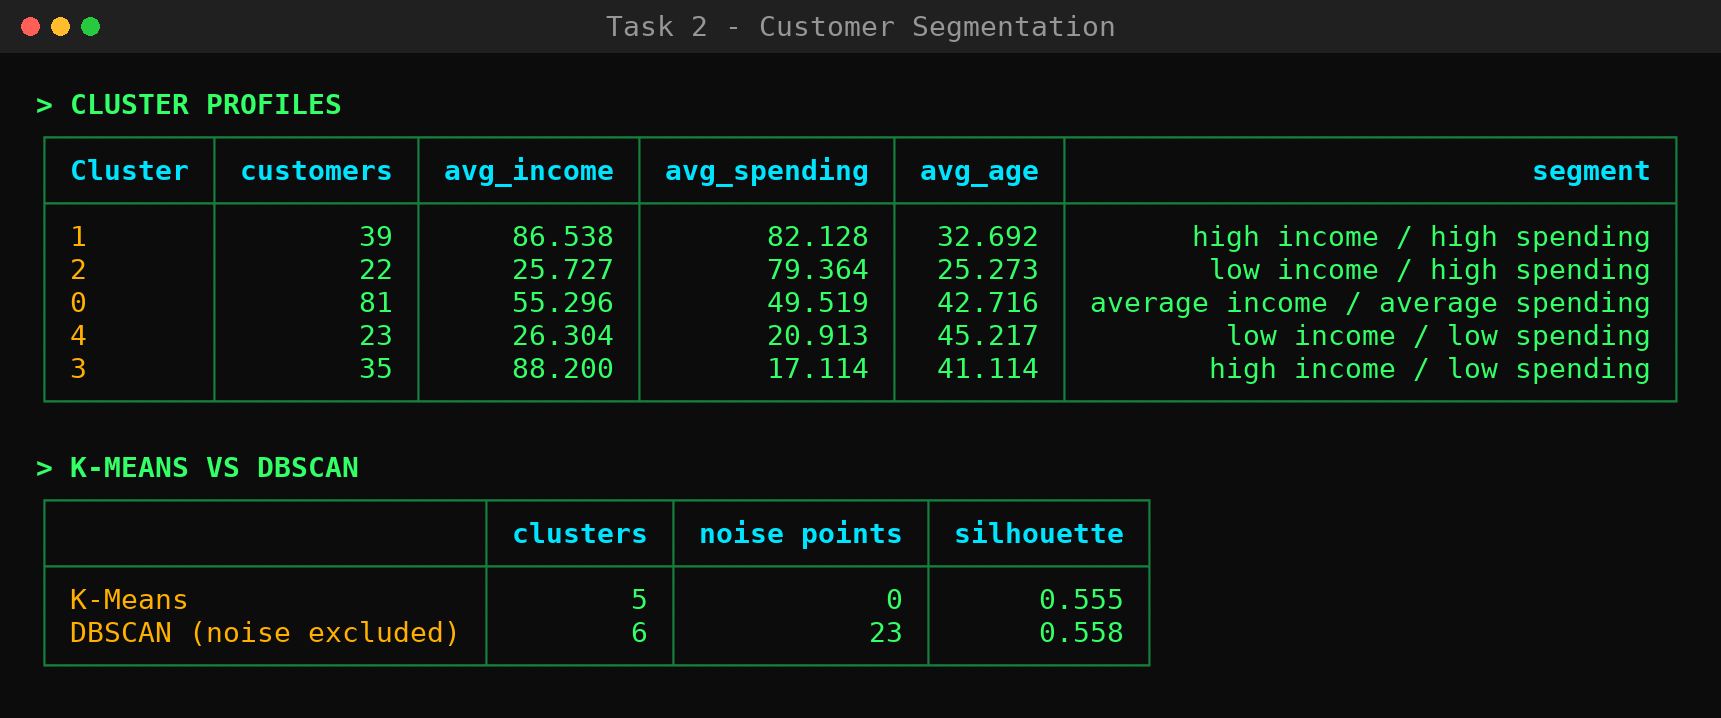 Task 2 - Customer Segmentation
> CLUSTER PROFILES
Cluster customers avg_income avg_spending avg_age segment
1 39 86.538 82.128 32.692 high income / high spending
2 22 25.727 79.364 25.273 low income / high spending
0 81 55.296 49.519 42.716 average income / average spending
4 23 26.304 20.913 45.217 low income / low spending
3 35 88.200 17.114 41.114 high income / low spending
> K-MEANS VS DBSCAN
clusters noise points silhouette
K-Means 5 0 0.555
DBSCAN (noise excluded) 6 23 0.558